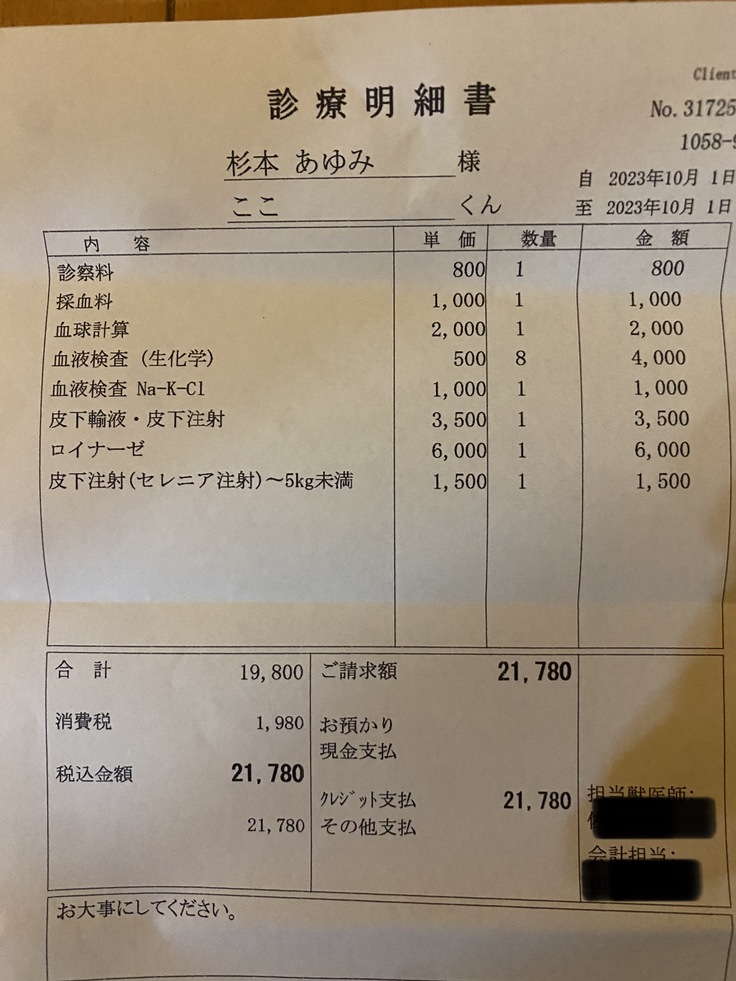 診療明細書
Client
No. 31725
1058-9
杉本 あゆみ 様
ここ くん
自 2023年10月 1日
至 2023年10月 1日
内 容 単 価 数量 金 額
診察料 800 1 800
採血料 1,000 1 1,000
血球計算 2,000 1 2,000
血液検査 (生化学) 500 8 4,000
血液検査 Na-K-Cl 1,000 1 1,000
皮下輸液・皮下注射 3,500 1 3,500
ロイナーゼ 6,000 1 6,000
皮下注射(セレニア注射)～5kg未満 1,500 1 1,500
合 計 19,800 ご請求額 21,780
消費税 1,980 お預かり
現金支払
税込金額 21,780
クレジット支払 21,780
21,780 その他支払
担当獣医師:
会計担当:
お大事にしてください。